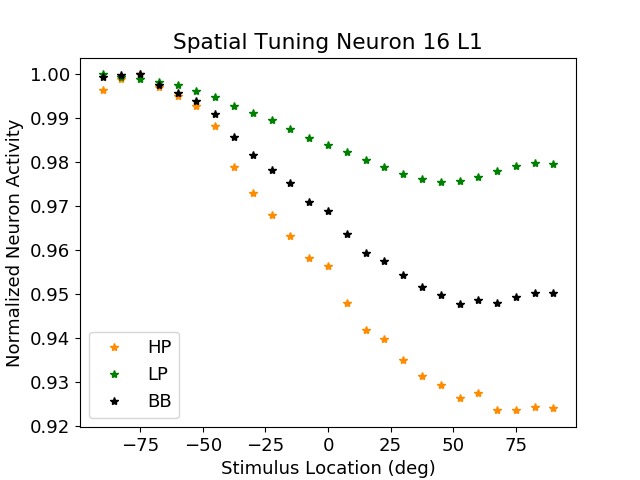 Spatial Tuning Neuron 16 L1
Normalized Neuron Activity
1.00
0.99
0.98
0.97
0.96
0.95
0.94
0.93
0.92
HP
LP
BB
−75 −50 −25 0 25 50 75
Stimulus Location (deg)